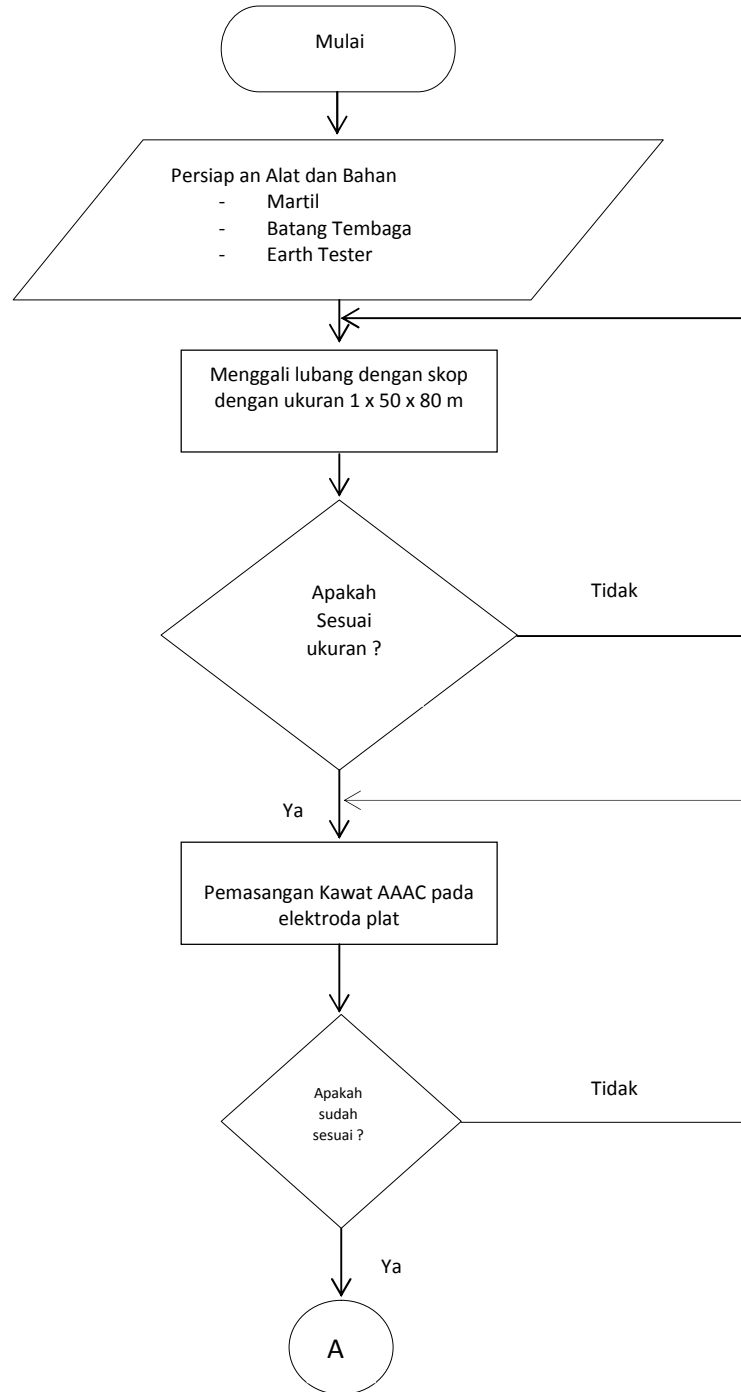 Mulai
Persiap an Alat dan Bahan
- Martil
- Batang Tembaga
- Earth Tester
Menggali lubang dengan skop
dengan ukuran 1 x 50 x 80 m
Apakah
Sesuai
ukuran ?
Tidak
Ya
Pemasangan Kawat AAAC pada
elektroda plat
Apakah
sudah
sesuai ?
Tidak
Ya
A